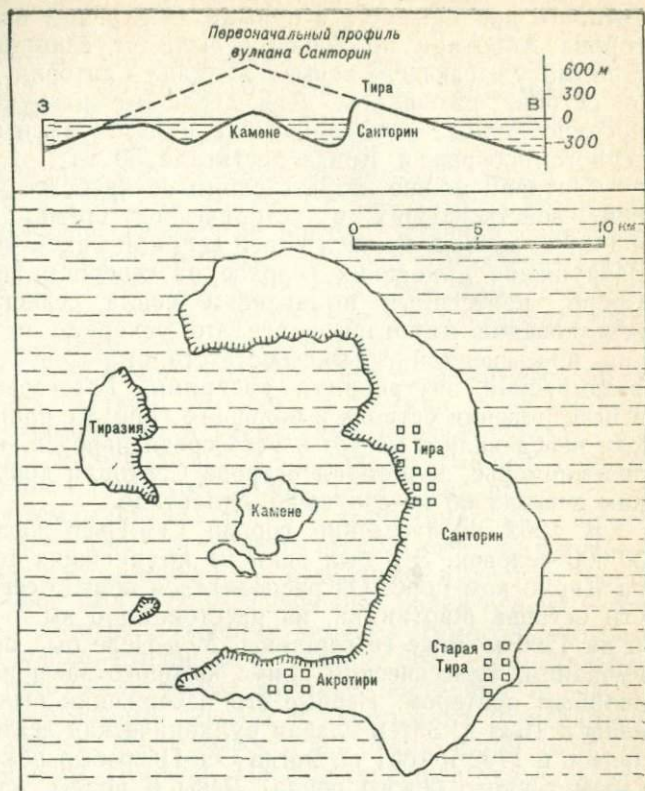 Первоначальный профиль
вулкана Санторин
600 м
Тира
300
З
В
0
Камене
Санторин
-300
0 5 10 км
Тиразия
Тира
Камене
Санторин
Старая
Тира
Акротири